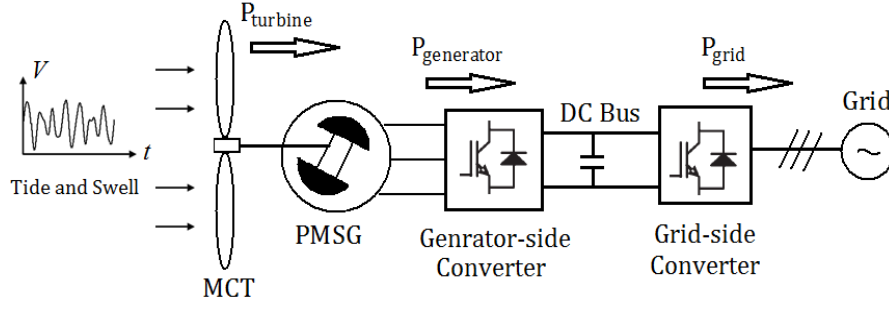 P_turbine
P_generator
P_grid
V
t
Tide and Swell
MCT
PMSG
Genrator-side
Converter
DC Bus
Grid-side
Converter
Grid
~